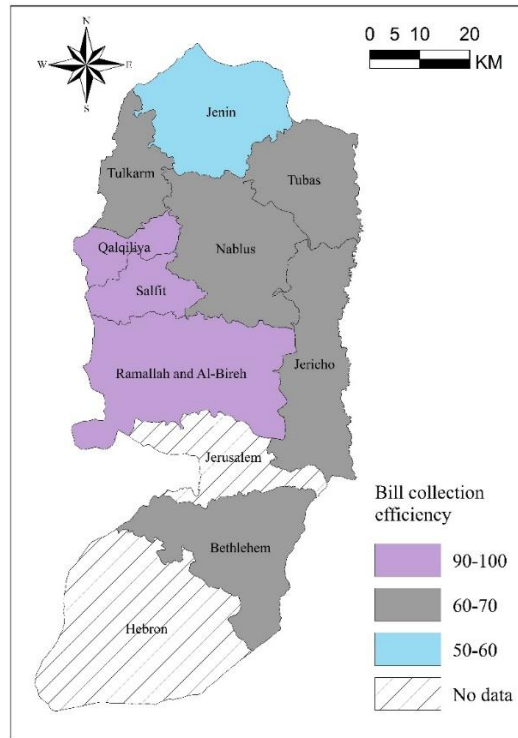 N
W E
S
0 5 10 20
KM
Jenin
Tulkarm
Tubas
Qalqiliya
Nablus
Salfit
Ramallah and Al-Bireh
Jericho
Jerusalem
Bethlehem
Hebron
Bill collection
efficiency
90-100
60-70
50-60
No data